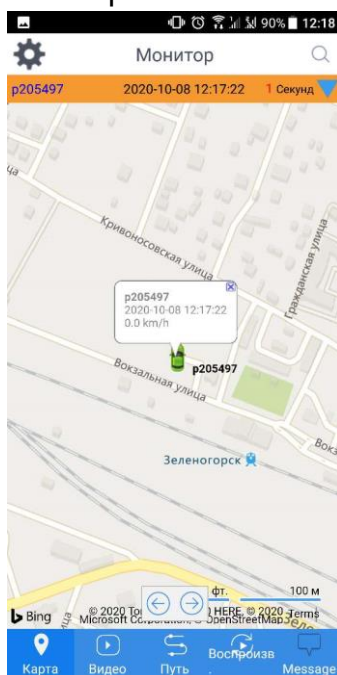 90% 12:18
Монитор
p205497 2020-10-08 12:17:22 1 Секунд
Кривоносовская улица
Гражданская улица
p205497
2020-10-08 12:17:22
0.0 km/h
p205497
Вокзальная улица
Зеленогорск
фт. 100 м
Bing © 2020 HERE, © 2020 Terms
Microsoft Corporation, © OpenStreetMap
Карта Видео Путь Воспроизв Message